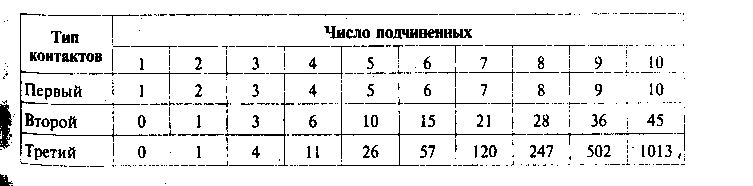 Тип контактов Число подчиненных
1 2 3 4 5 6 7 8 9 10
Первый 1 2 3 4 5 6 7 8 9 10
Второй 0 1 3 6 10 15 21 28 36 45
Третий 0 1 4 11 26 57 120 247 502 1013